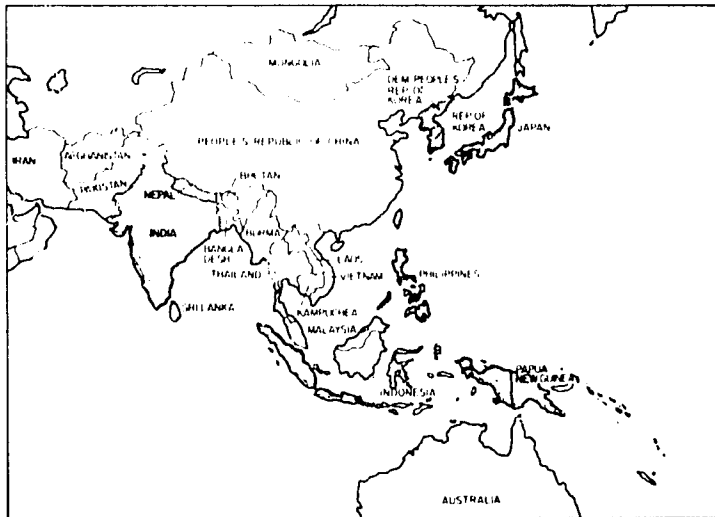 MONGOLIA
DEM PEOPLE'S
REP. OF
KOREA
REP OF
KOREA
JAPAN
PEOPLE'S REPUBLIC OF CHINA
IRAN
AFGHANISTAN
PAKISTAN
NEPAL
BHUTAN
INDIA
BURMA
BANGLA
DESH
LAOS
THAILAND
VIETNAM
PHILIPPINES
SRI LANKA
KAMPUCHEA
MALAYSIA
PAPUA
NEW GUINEA
INDONESIA
AUSTRALIA